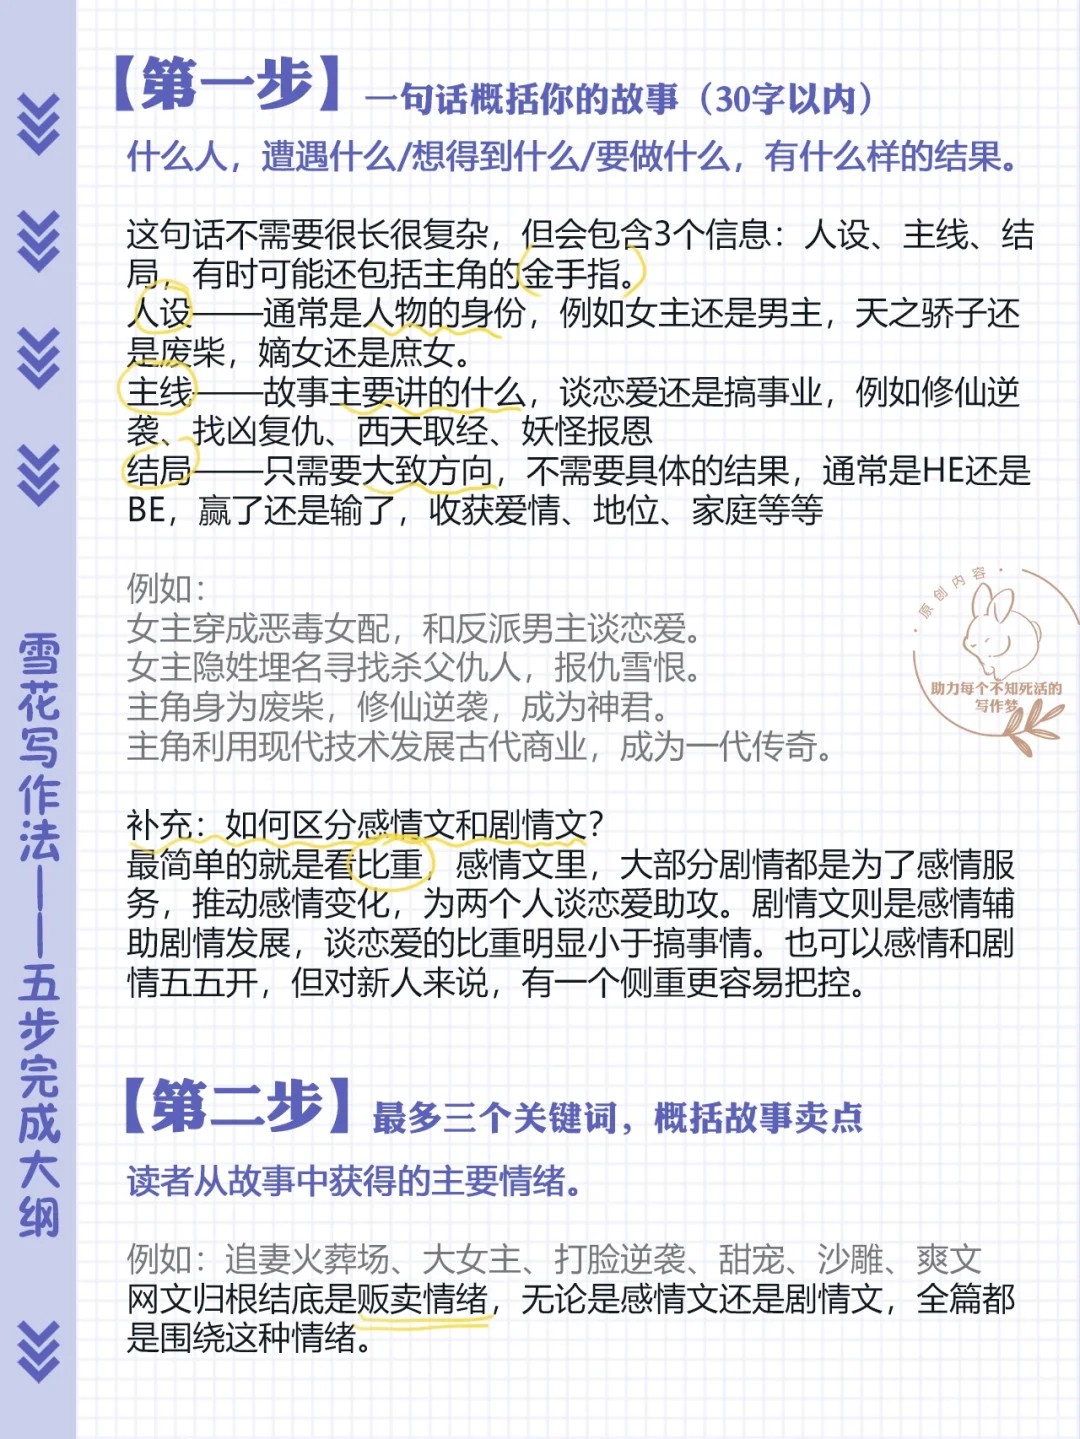 【第一步】一句话概括你的故事（30字以内）
什么人，遭遇什么/想得到什么/要做什么，有什么样的结果。
这句话不需要很长很复杂，但会包含3个信息：人设、主线、结
局，有时可能还包括主角的金手指。
人设——通常是人物的身份，例如女主还是男主，天之骄子还
是废柴，嫡女还是庶女。
主线——故事主要讲的什么，谈恋爱还是搞事业，例如修仙逆
袭、找凶复仇、西天取经、妖怪报恩
结局——只需要大致方向，不需要具体的结果，通常是HE还是
BE，赢了还是输了，收获爱情、地位、家庭等等
例如：
女主穿成恶毒女配，和反派男主谈恋爱。
女主隐姓埋名寻找杀父仇人，报仇雪恨。
主角身为废柴，修仙逆袭，成为神君。
主角利用现代技术发展古代商业，成为一代传奇。
·原创内容·
助力每个不知死活的
写作梦
补充：如何区分感情文和剧情文？
最简单的就是看比重，感情文里，大部分剧情都是为了感情服
务，推动感情变化，为两个人谈恋爱助攻。剧情文则是感情辅
助剧情发展，谈恋爱的比重明显小于搞事情。也可以感情和剧
情五五开，但对新人来说，有一个侧重更容易把控。
【第二步】最多三个关键词，概括故事卖点
读者从故事中获得的主要情绪。
例如：追妻火葬场、大女主、打脸逆袭、甜宠、沙雕、爽文
网文归根结底是贩卖情绪，无论是感情文还是剧情文，全篇都
是围绕这种情绪。
雪花写作法——五步完成大纲